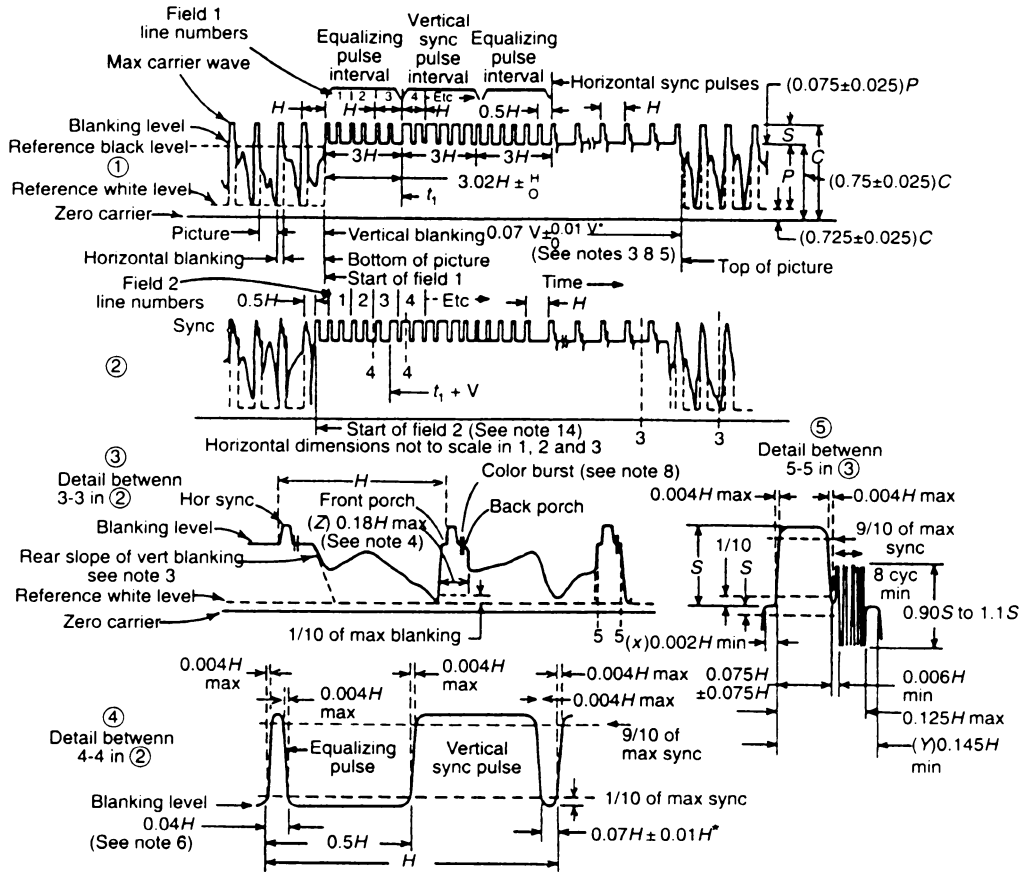 Field 1
line numbers
Max carrier wave
Equalizing
pulse
interval
Vertical
sync
pulse
interval
Equalizing
pulse
interval
Horizontal sync pulses
(0.075±0.025)P
H
1 2 3 4 Etc
H
H
0.5H
H
S
Blanking level
Reference black level
①
3H
3H
3H
P
C
(0.75±0.025)C
3.02H ± H
O
t₁
Reference white level
Zero carrier
Picture
Vertical blanking 0.07 V±0.01 V*
0
(See notes 3 8 5)
(0.725±0.025)C
Horizontal blanking
Bottom of picture
Top of picture
Start of field 1
Field 2
line numbers
1 2 3 4 Etc
Time
H
0.5H
Sync
②
4 4
t₁ + V
Start of field 2 (See note 14)
3 3
Horizontal dimensions not to scale in 1, 2 and 3
③
Detail betwenn
3-3 in ②
H
Color burst (see note 8)
Hor sync
Front porch
Back porch
(Z) 0.18H max
(See note 4)
Blanking level
Rear slope of vert blanking
see note 3
Reference white level
Zero carrier
1/10 of max blanking
5 5
⑤
Detail betwenn
5-5 in ③
0.004H max
0.004H max
9/10 of max
sync
1/10
S
S
8 cyc
min
0.90S to 1.1S
(x)0.002H min
0.075H
±0.075H
0.006H
min
0.125H max
(Y)0.145H
min
④
Detail betwenn
4-4 in ②
0.004H
max
0.004H
max
0.004H
max
0.004H max
0.004H max
9/10 of
max sync
Equalizing
pulse
Vertical
sync pulse
Blanking level
1/10 of max sync
0.04H
(See note 6)
0.5H
0.07H ± 0.01H*
H